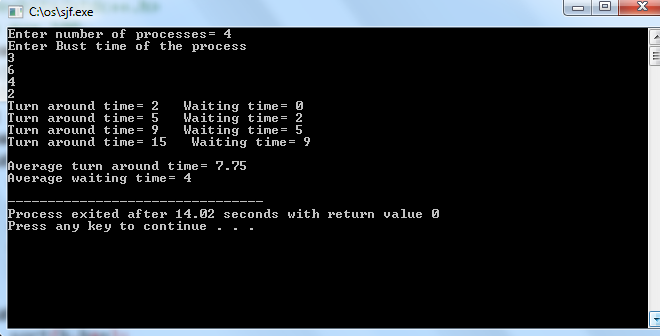 C:\os\sjf.exe
Enter number of processes= 4
Enter Bust time of the process
3
6
4
2
Turn around time= 2   Waiting time= 0
Turn around time= 5   Waiting time= 2
Turn around time= 9   Waiting time= 5
Turn around time= 15   Waiting time= 9

Average turn around time= 7.75
Average waiting time= 4

--------------------------------
Process exited after 14.02 seconds with return value 0
Press any key to continue . . .